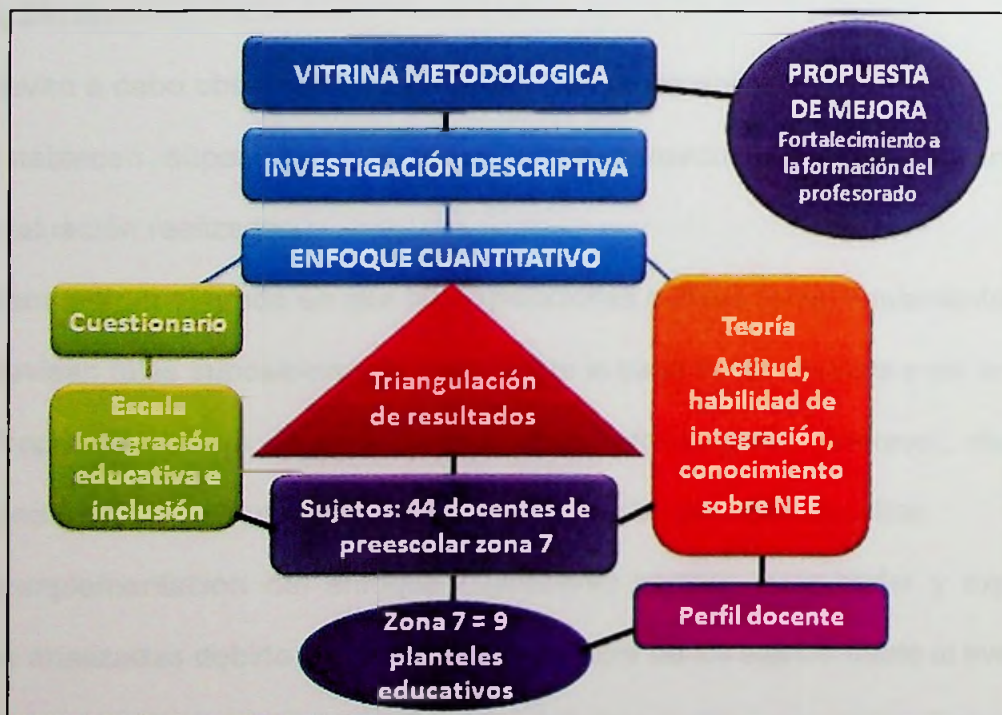 VITRINA METODOLOGICA
PROPUESTA
DE MEJORA
Fortalecimiento a
la formación del
profesorado
INVESTIGACIÓN DESCRIPTIVA
ENFOQUE CUANTITATIVO
Cuestionario
Escala
Integración
educativa e
inclusión
Triangulación
de resultados
Teoría
Actitud,
habilidad de
integración,
conocimiento
sobre NEE
Sujetos: 44 docentes de
preescolar zona 7
Perfil docente
Zona 7 = 9
planteles
educativos